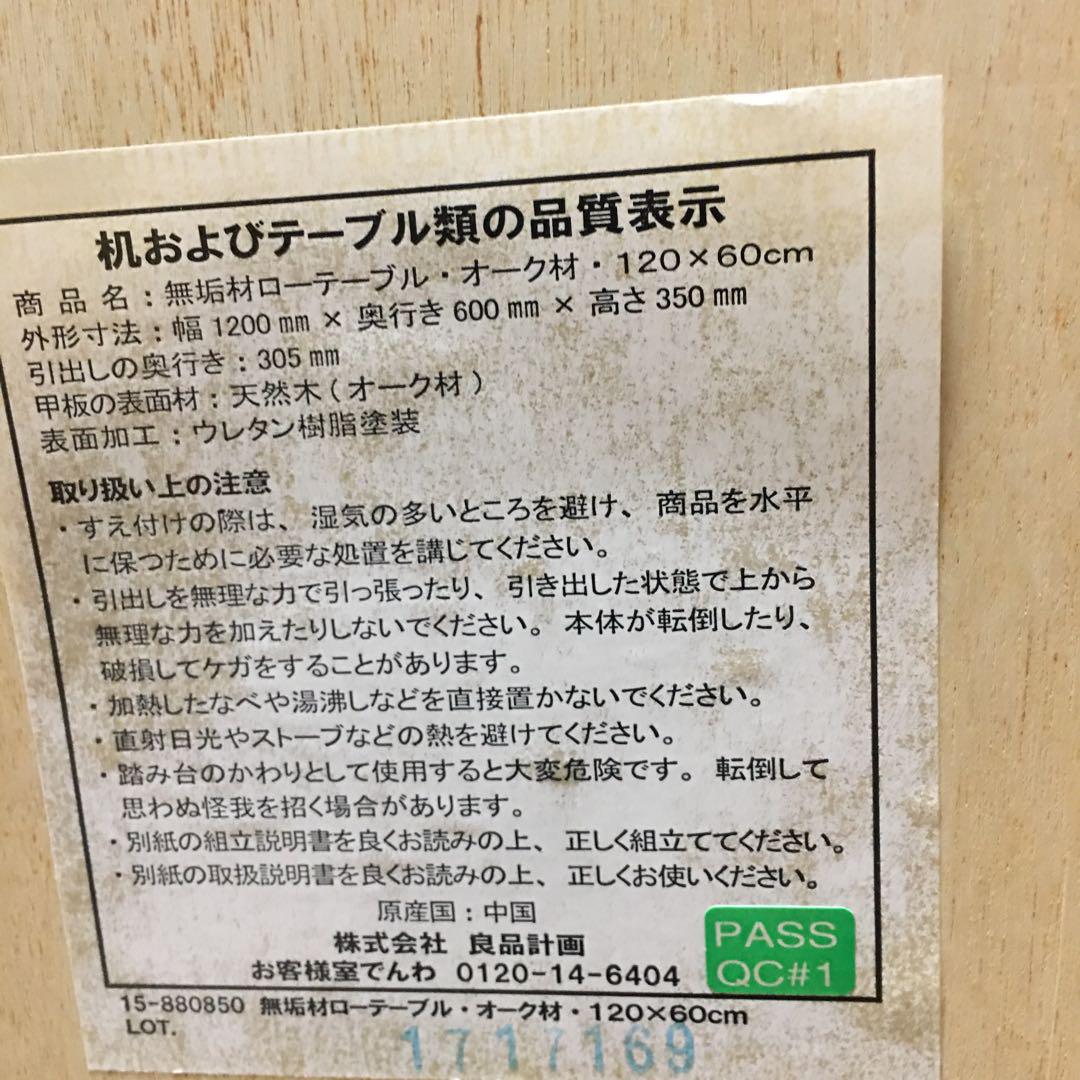 机およびテーブル類の品質表示
商品名：無垢材ローテーブル・オーク材・120×60cm
外形寸法：幅1200㎜ × 奥行き600㎜ × 高さ350㎜
引出しの奥行き：305㎜
甲板の表面材：天然木(オーク材)
表面加工：ウレタン樹脂塗装
取り扱い上の注意
・すえ付けの際は、湿気の多いところを避け、商品を水平
に保つために必要な処置を講じてください。
・引出しを無理な力で引っ張ったり、引き出した状態で上から
無理な力を加えたりしないでください。本体が転倒したり、
破損してケガをすることがあります。
・加熱したなべや湯沸しなどを直接置かないでください。
・直射日光やストーブなどの熱を避けてください。
・踏み台のかわりとして使用すると大変危険です。転倒して
思わぬ怪我を招く場合があります。
・別紙の組立説明書を良くお読みの上、正しく組立ててください。
・別紙の取扱説明書を良くお読みの上、正しくお使いください。
原産国：中国
株式会社 良品計画
お客様室でんわ 0120-14-6404
PASS
QC#1
15-880850 無垢材ローテーブル・オーク材・120×60cm
LOT.
1717169